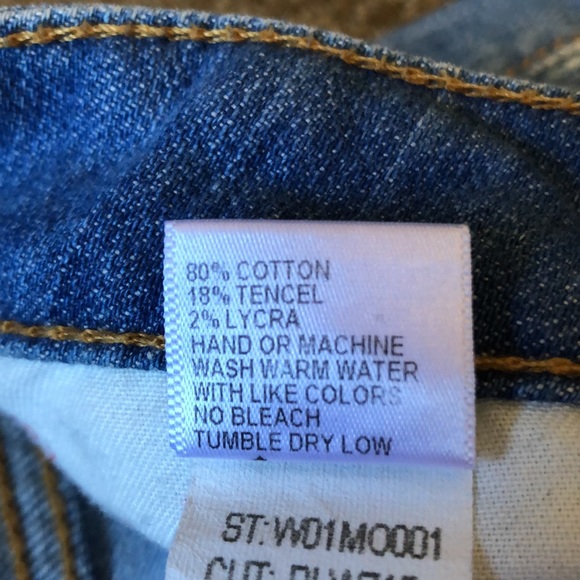 80% COTTON
18% TENCEL
2% LYCRA
HAND OR MACHINE
WASH WARM WATER
WITH LIKE COLORS
NO BLEACH
TUMBLE DRY LOW
ST: W01MO001
CUT: